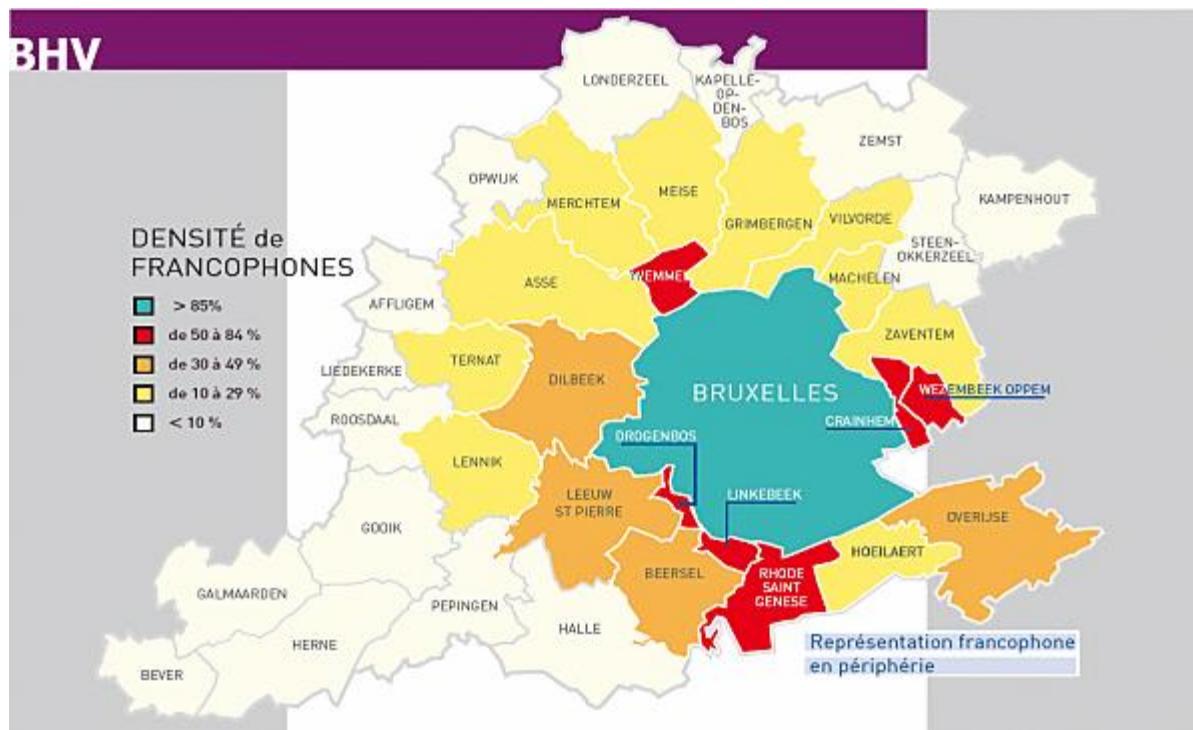 BHV
LONDERZEEL
KAPELLE-
OP-
DEN-
BOS
ZEMST
OPWIJK
MERCHTEM
MEISE
GRIMBERGEN
VILVORDE
KAMPENHOUT
STEEN-
OKKERZEEL
DENSITÉ de
FRANCOPHONES
> 85%
de 50 à 84 %
de 30 à 49 %
de 10 à 29 %
< 10 %
AFFLIGEM
ASSE
WEMMEL
MACHELEN
ZAVENTEM
LIEDEKERKE
TERNAT
DILBEEK
BRUXELLES
WEZEMBEEK OPPEM
CRAINHEM
ROOSDAAL
DROGENBOS
LENNIK
LEEUW
ST PIERRE
LINKEBEEK
OVERIJSE
GOOIK
HOEILAERT
BEERSEL
RHODE
SAINT
GENESE
GALMAARDEN
PEPINGEN
HALLE
HERNE
BEVER
Représentation francophone
en périphérie